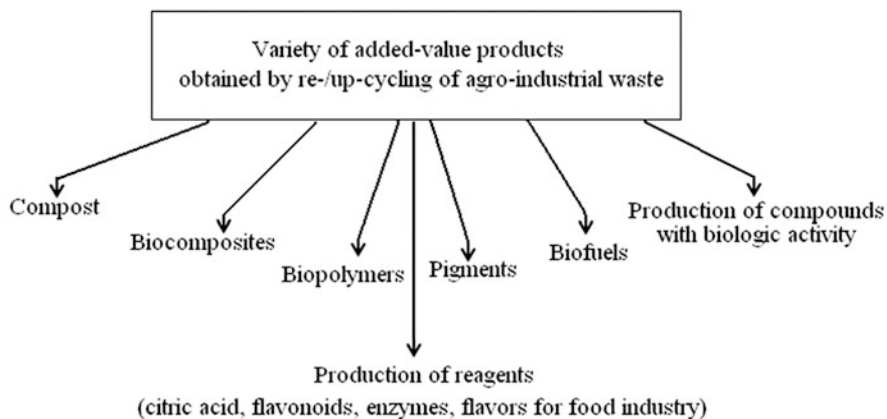 Variety of added-value products
obtained by re-/up-cycling of agro-industrial waste
Compost
Biocomposites
Biopolymers
Pigments
Biofuels
Production of compounds
with biologic activity
Production of reagents
(citric acid, flavonoids, enzymes, flavors for food industry)